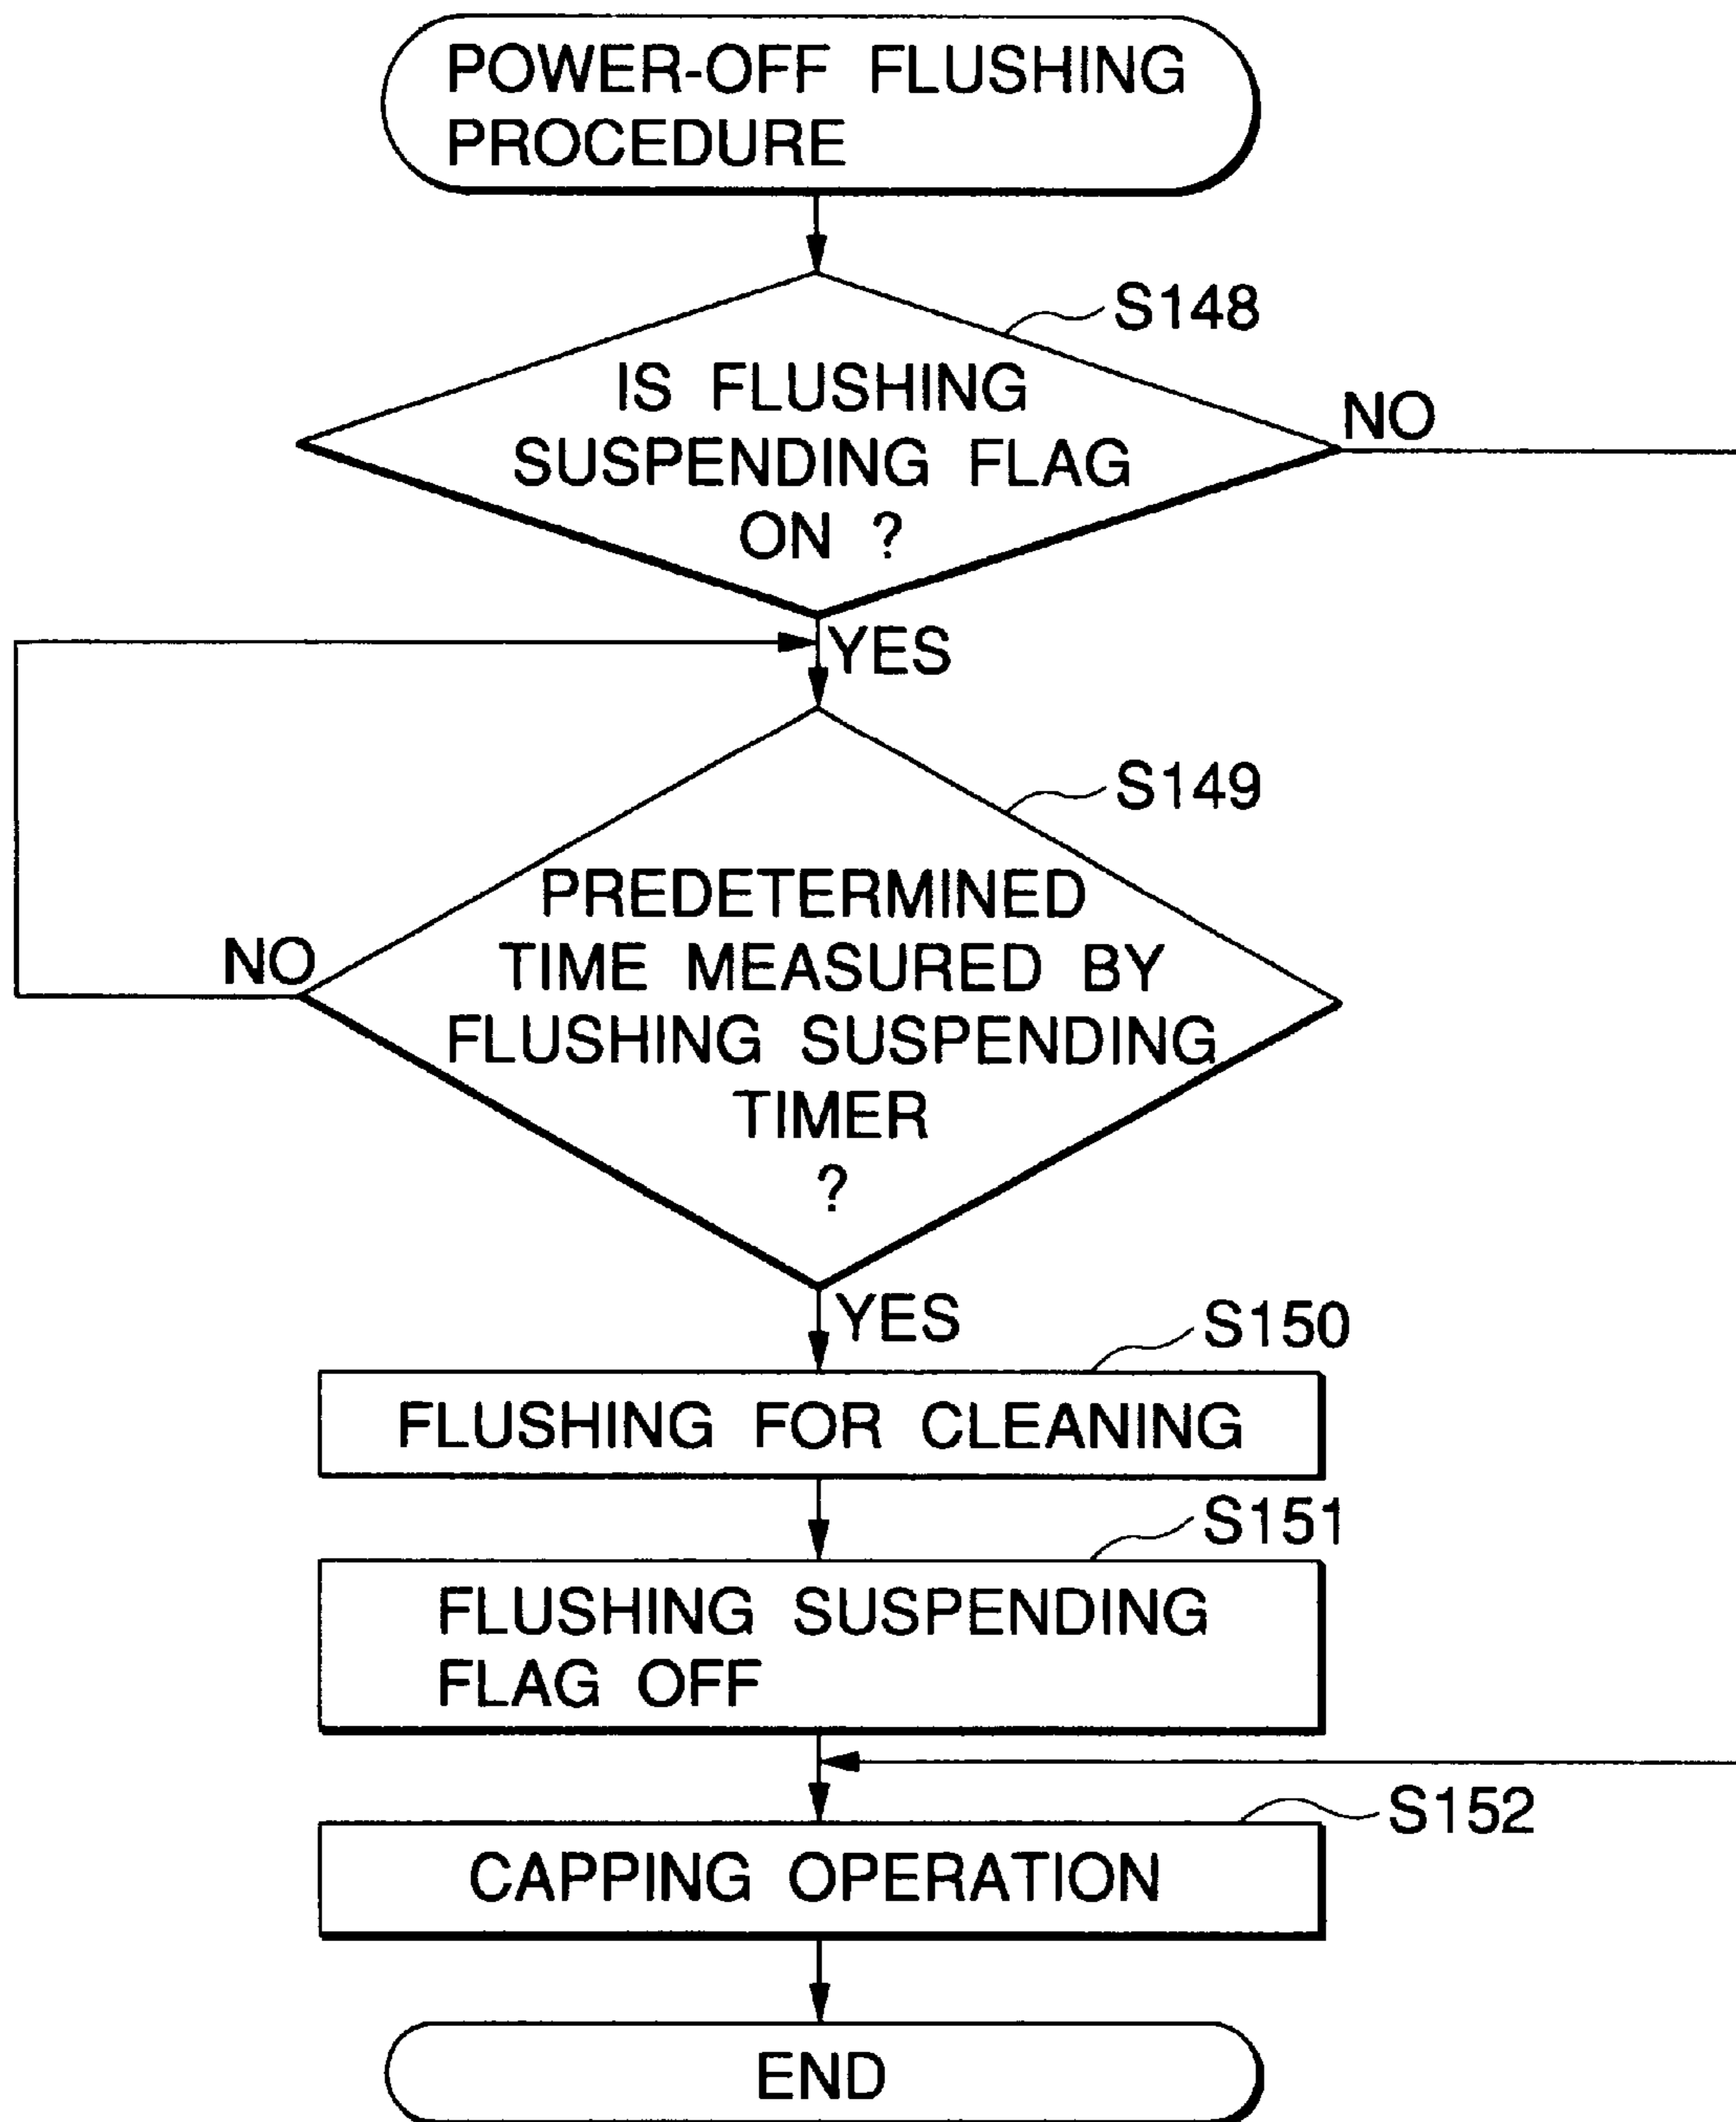 POWER-OFF FLUSHING
PROCEDURE
S148
IS FLUSHING
SUSPENDING FLAG
ON ?
NO
YES
S149
PREDETERMINED
TIME MEASURED BY
FLUSHING SUSPENDING
TIMER
?
NO
YES
S150
FLUSHING FOR CLEANING
S151
FLUSHING SUSPENDING
FLAG OFF
S152
CAPPING OPERATION
END